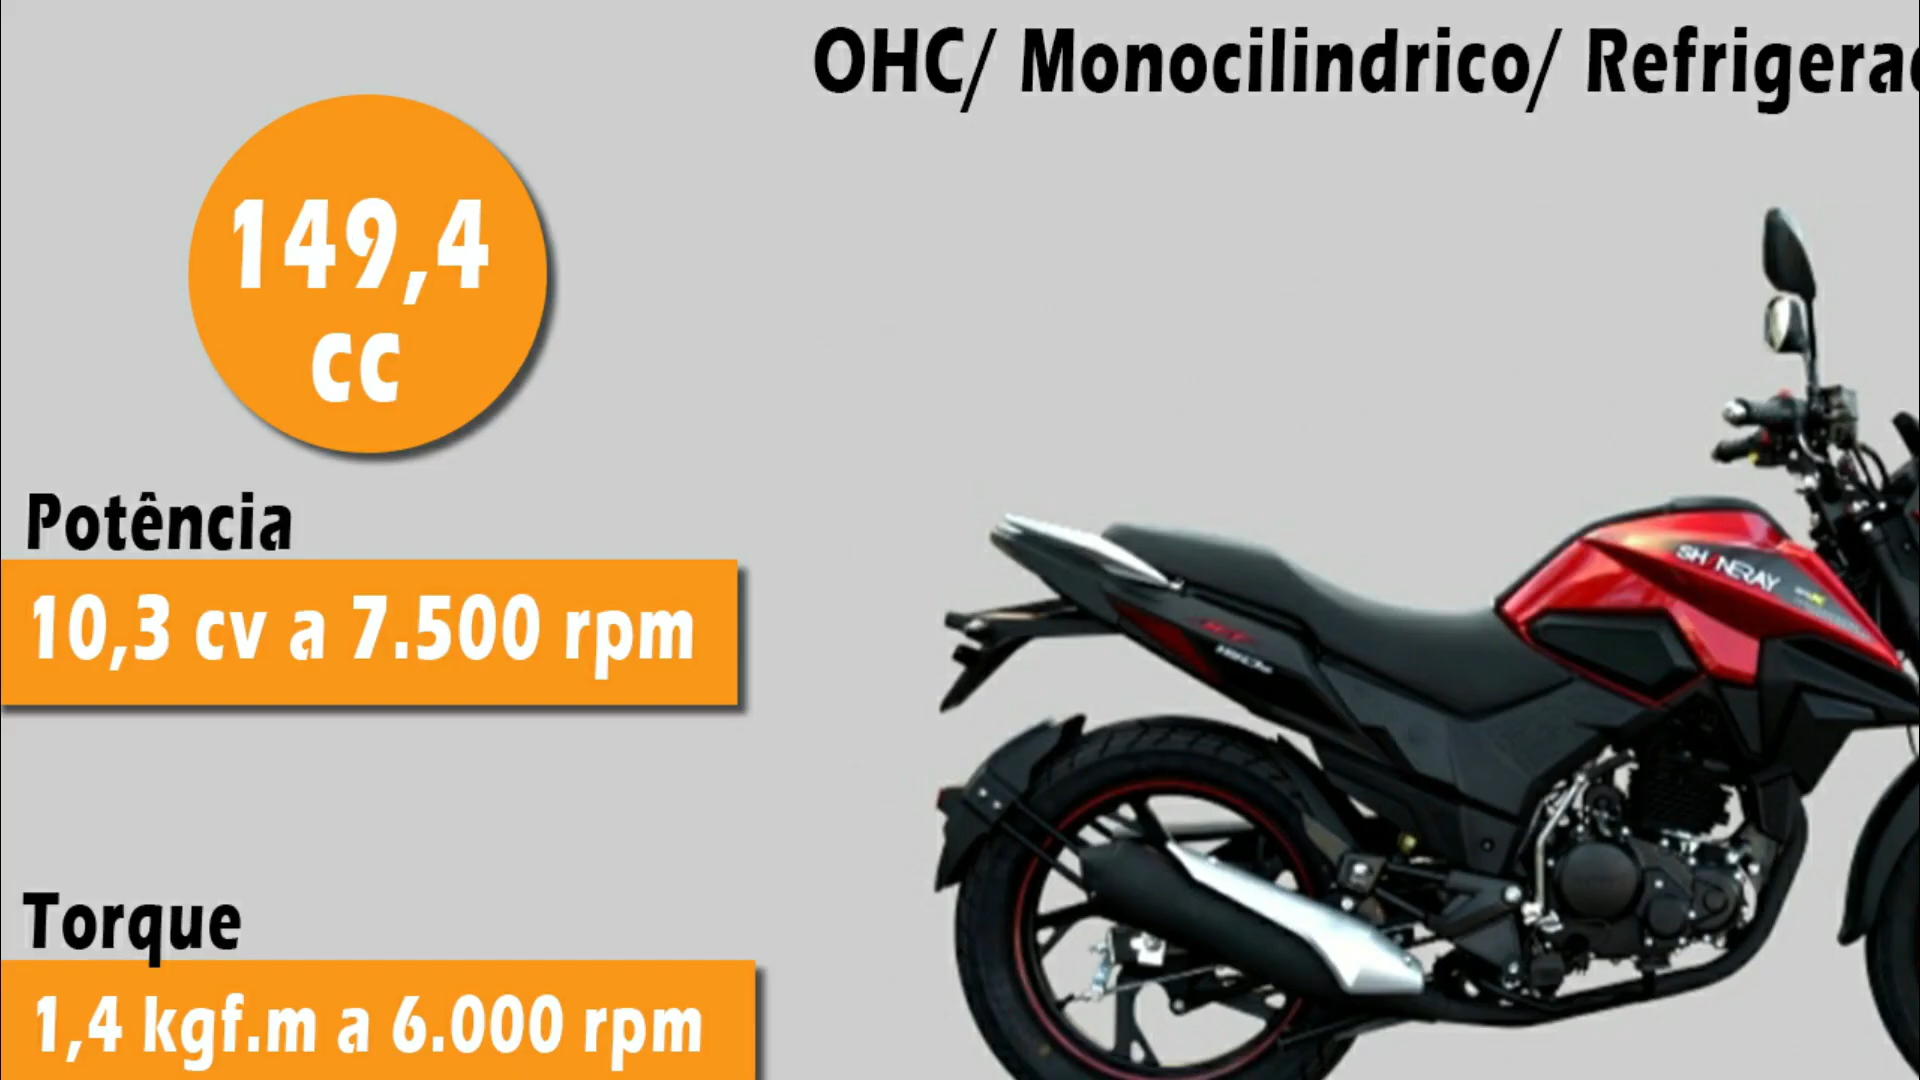 OHC/ Monocilindrico/ Refrigera
149,4
cc
Potência
10,3 cv a 7.500 rpm
SHINERAY
Torque
1,4 kgf.m a 6.000 rpm